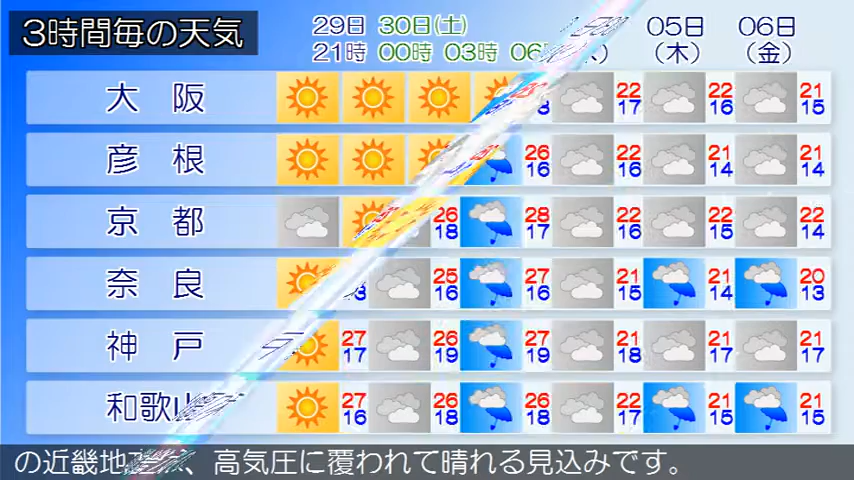 3時間毎の天気
29日 30日(土) 05日 06日
21時 00時 03時 (木) (金)
大阪 22 22 21
17 16 15
彦根 26 22 21 21
16 16 14 14
京都 26 28 22 22 22
18 17 16 15 14
奈良 25 27 21 21 20
16 16 15 14 13
神戸 27 26 27 21 21 21
17 19 19 18 17 17
和歌山 27 26 26 22 21 21
16 18 18 17 15 15
の近畿地 、高気圧に覆われて晴れる見込みです。